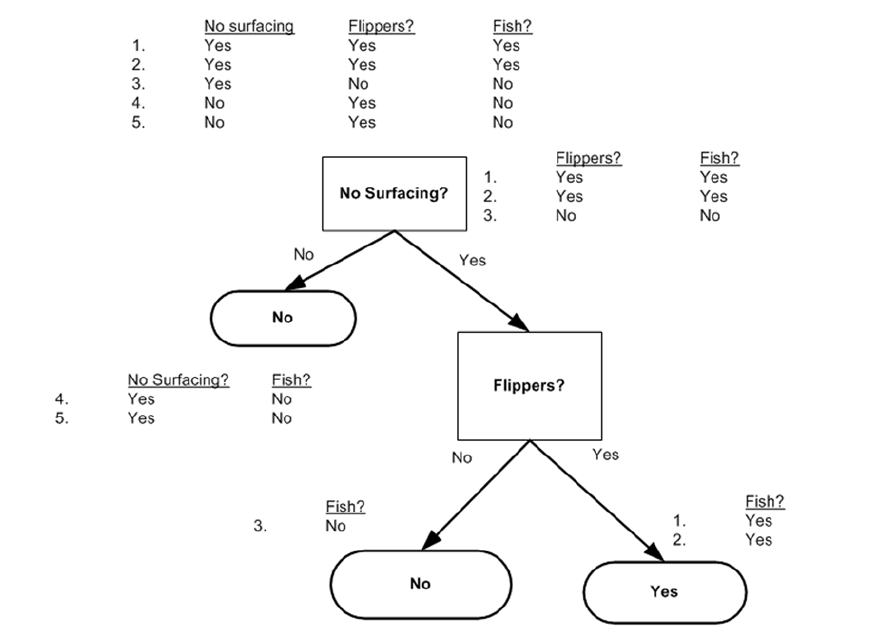 No surfacing Flippers? Fish?
1. Yes Yes Yes
2. Yes Yes Yes
3. Yes No No
4. No Yes No
5. No Yes No
Flippers? Fish?
1. Yes Yes
2. Yes Yes
3. No No
No Surfacing?
No
Yes
No
Flippers?
No Surfacing? Fish?
4. Yes No
5. Yes No
No
Yes
Fish?
3. No
Fish?
1. Yes
2. Yes
No
Yes